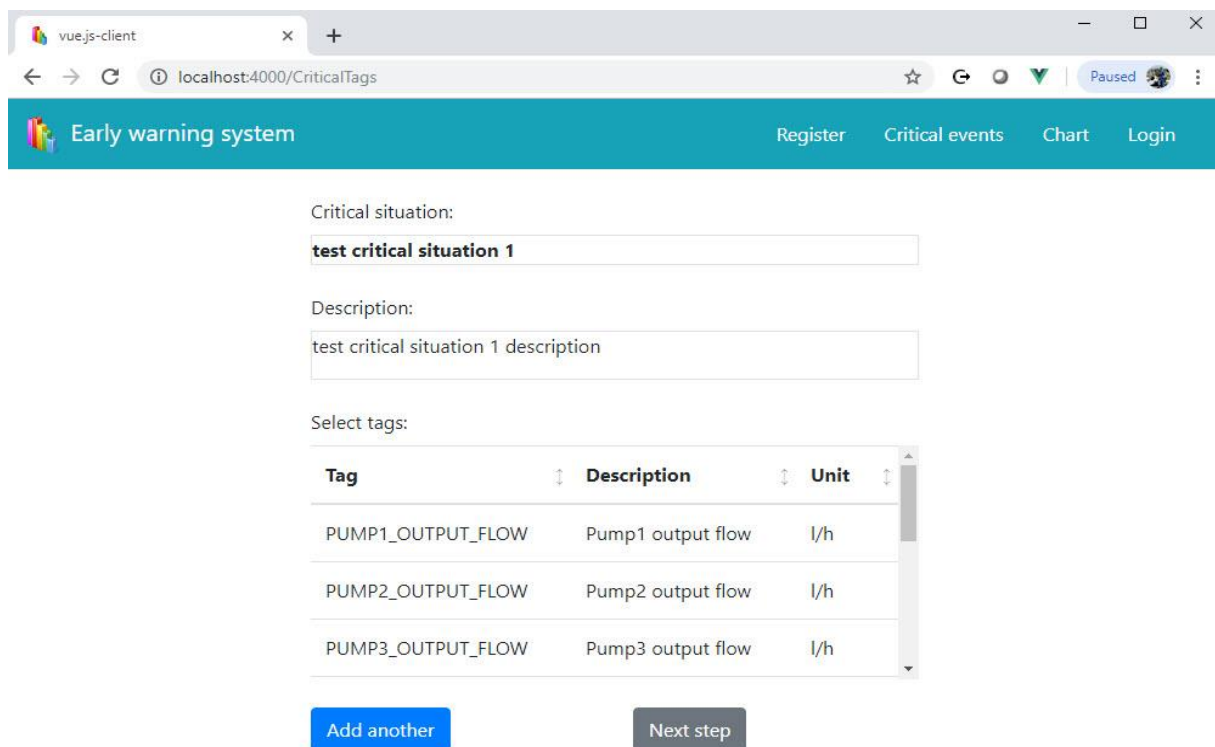 vue.js-client
localhost:4000/CriticalTags
Paused
Early warning system Register Critical events Chart Login
Critical situation:
test critical situation 1
Description:
test critical situation 1 description
Select tags:
Tag Description Unit
PUMP1_OUTPUT_FLOW Pump1 output flow l/h
PUMP2_OUTPUT_FLOW Pump2 output flow l/h
PUMP3_OUTPUT_FLOW Pump3 output flow l/h
Add another Next step